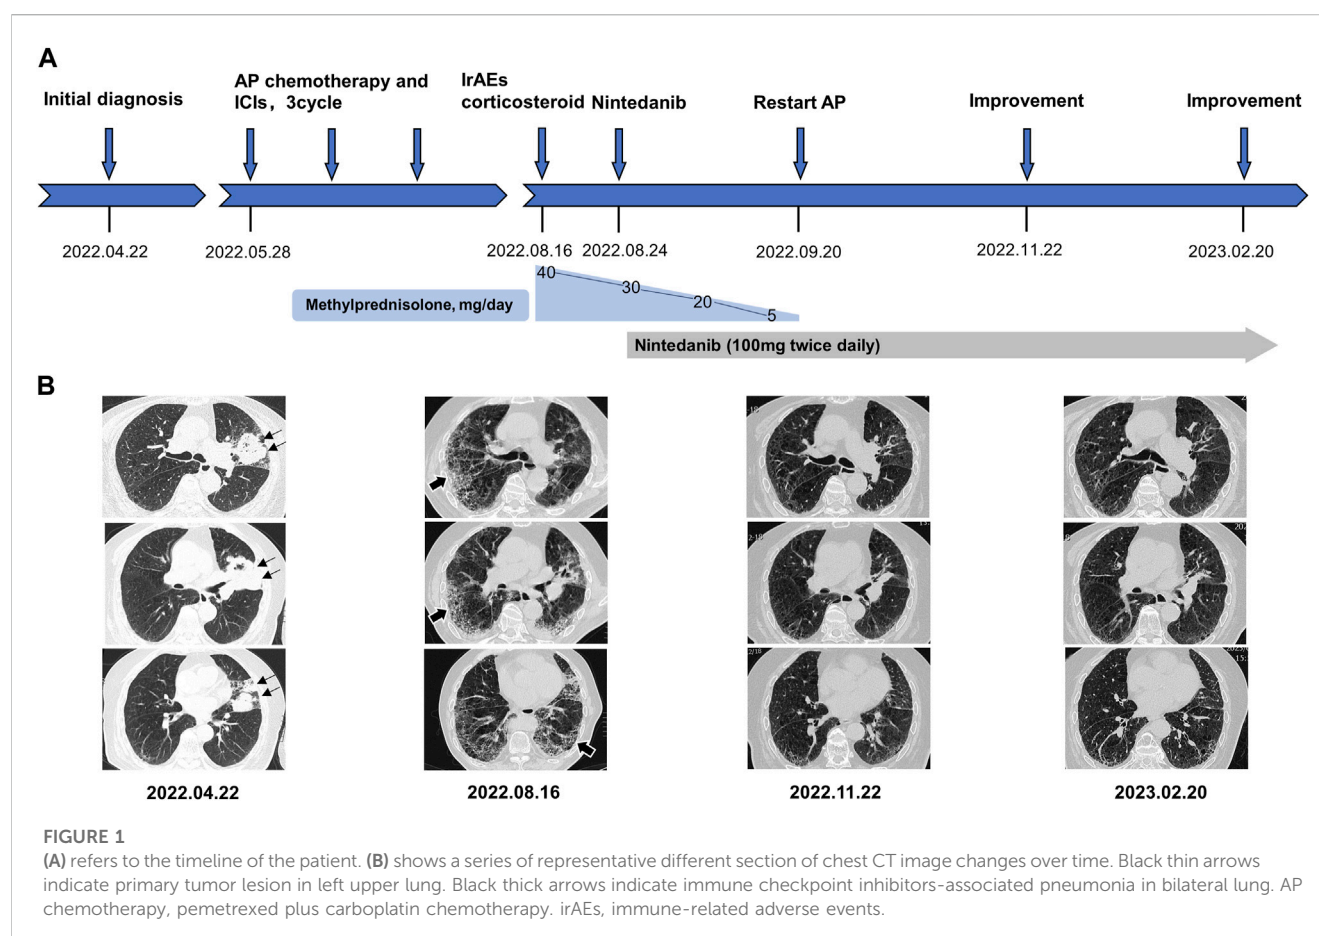 A
Initial diagnosis
AP chemotherapy and
ICIs，3cycle
IrAEs
corticosteroid
Nintedanib
Restart AP
Improvement
Improvement
2022.04.22
2022.05.28
2022.08.16
2022.08.24
2022.09.20
2022.11.22
2023.02.20
Methylprednisolone, mg/day
40
30
20
5
Nintedanib (100mg twice daily)
B
2022.04.22
2022.08.16
2022.11.22
2023.02.20
FIGURE 1
(A) refers to the timeline of the patient. (B) shows a series of representative different section of chest CT image changes over time. Black thin arrows
indicate primary tumor lesion in left upper lung. Black thick arrows indicate immune checkpoint inhibitors-associated pneumonia in bilateral lung. AP
chemotherapy, pemetrexed plus carboplatin chemotherapy. irAEs, immune-related adverse events.